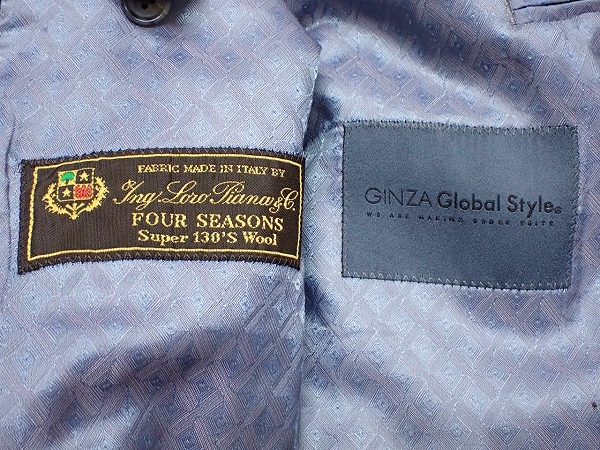 FABRIC MADE IN ITALY BY
Ing. Loro Piana & C.
FOUR SEASONS
Super 130'S Wool
GINZA Global Style®
WE ARE MAKING ORDER SUITS